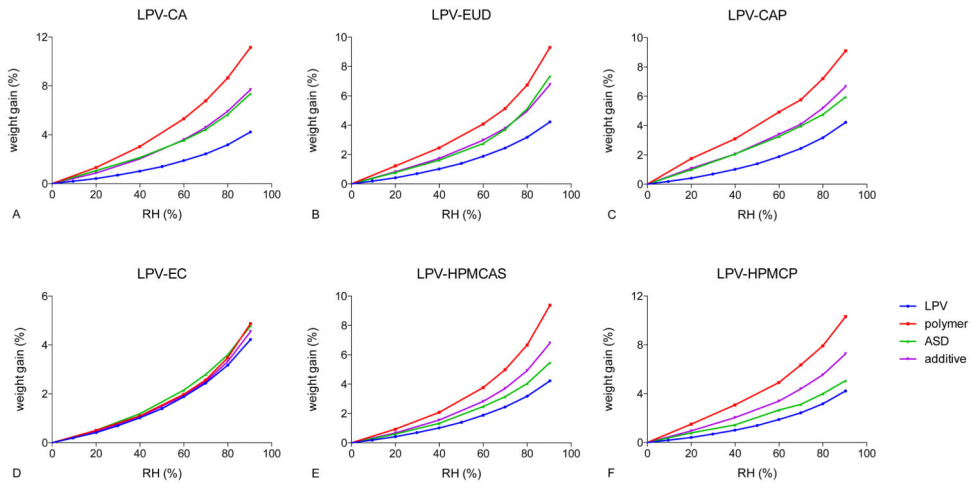 LPV-CA
LPV-EUD
LPV-CAP
12
8
4
0
weight gain (%)
0 20 40 60 80 100
RH (%)
A
10
8
6
4
2
0
weight gain (%)
0 20 40 60 80 100
RH (%)
B
10
8
6
4
2
0
weight gain (%)
0 20 40 60 80 100
RH (%)
C
LPV-EC
LPV-HPMCAS
LPV-HPMCP
6
4
2
0
weight gain (%)
0 20 40 60 80 100
RH (%)
D
10
8
6
4
2
0
weight gain (%)
0 20 40 60 80 100
RH (%)
E
12
10
8
6
4
2
0
weight gain (%)
0 20 40 60 80 100
RH (%)
F
LPV
polymer
ASD
additive